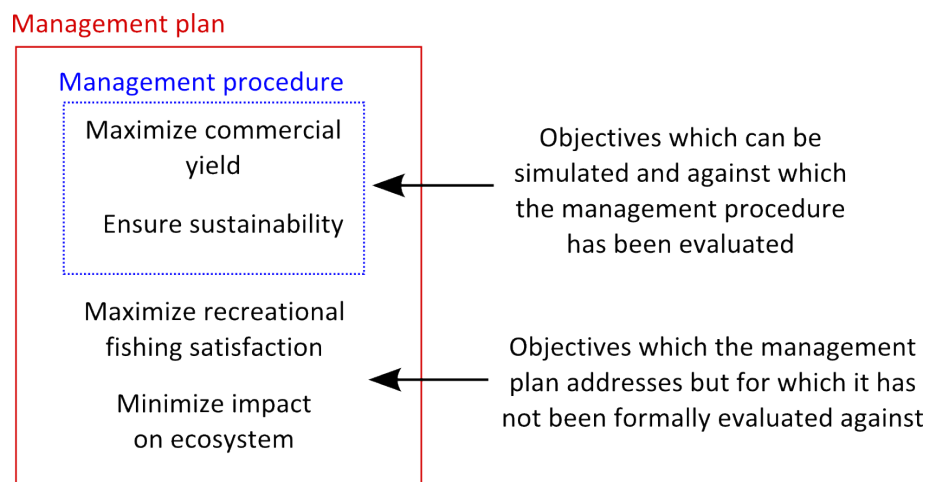 Management plan
Management procedure
Maximize commercial
yield
Ensure sustainability
Objectives which can be
simulated and against which
the management procedure
has been evaluated
Maximize recreational
fishing satisfaction
Minimize impact
on ecosystem
Objectives which the management
plan addresses but for which it has
not been formally evaluated against